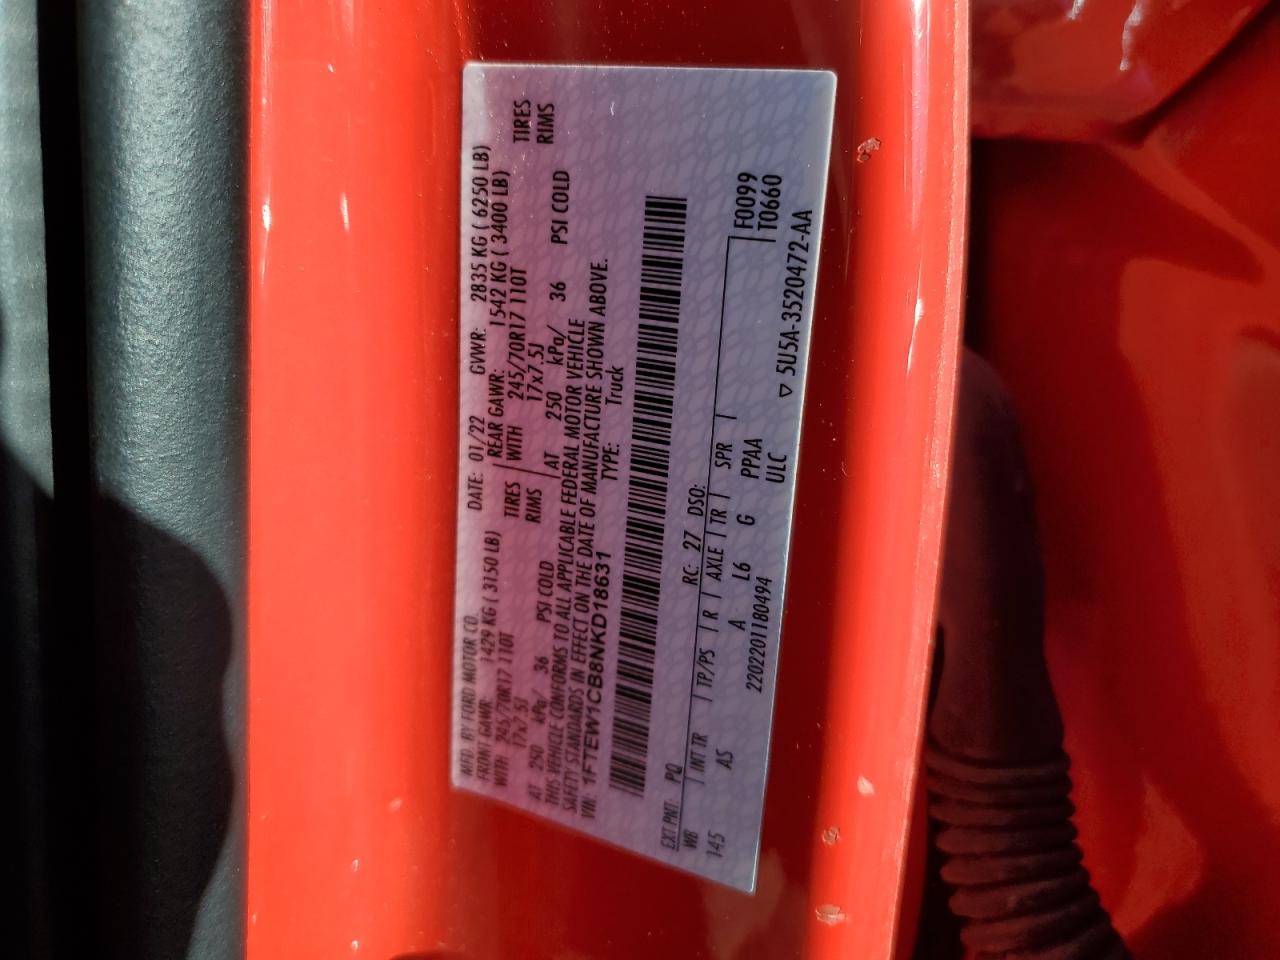 MFD. BY FORD MOTOR CO. DATE: 01/22 GVWR: 2835 KG ( 6250 LB)
FRONT GAWR: 1429 KG ( 3150 LB) REAR GAWR: 1542 KG ( 3400 LB)
WITH 245/70R17 110T TIRES WITH 245/70R17 110T TIRES
17x7.5J RIMS 17x7.5J RIMS
AT 250 kPa/ 36 PSI COLD AT 250 kPa/ 36 PSI COLD
THIS VEHICLE CONFORMS TO ALL APPLICABLE FEDERAL MOTOR VEHICLE
SAFETY STANDARDS IN EFFECT ON THE DATE OF MANUFACTURE SHOWN ABOVE.
VIN: 1FTEW1CB8NKD18631 TYPE: Truck
EXT PNT: PQ RC: 27 DSO:
WB INT TR TP/PS R AXLE TR SPR F0099
145 AS A L6 G PPAA T0660
2202201180494 ULC ▽ 5U5A-3520472-AA